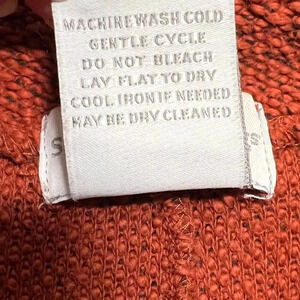 MACHINE WASH COLD
GENTLE CYCLE
DO NOT BLEACH
LAY FLAT TO DRY
COOL IRON IF NEEDED
MAY BE DRY CLEANED